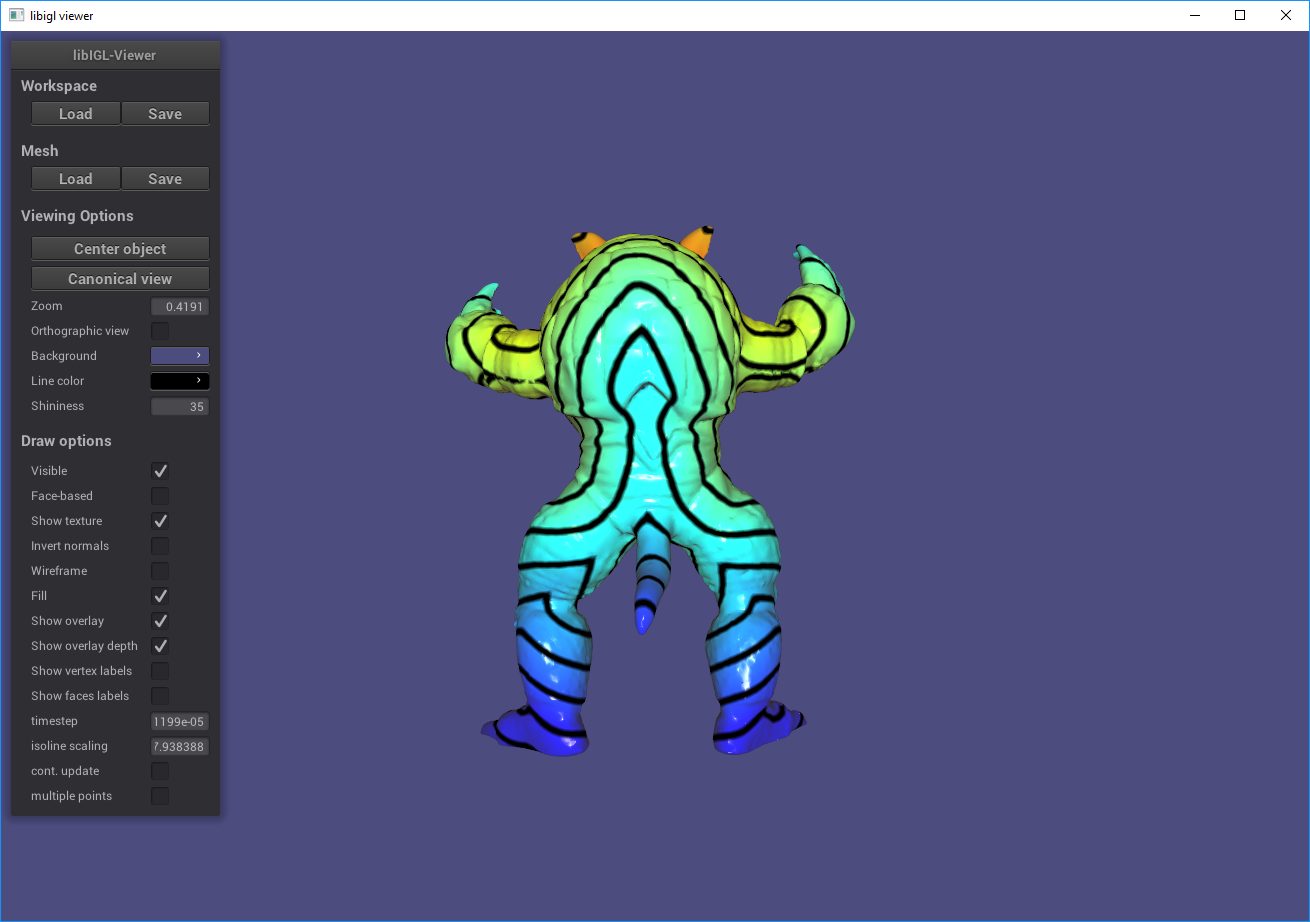 libigl viewer
libIGL-Viewer
Workspace
Load Save
Mesh
Load Save
Viewing Options
Center object
Canonical view
Zoom 0.4191
Orthographic view
Background
Line color
Shininess 35
Draw options
Visible
Face-based
Show texture
Invert normals
Wireframe
Fill
Show overlay
Show overlay depth
Show vertex labels
Show faces labels
timestep 1199e-05
isoline scaling 7.938388
cont. update
multiple points